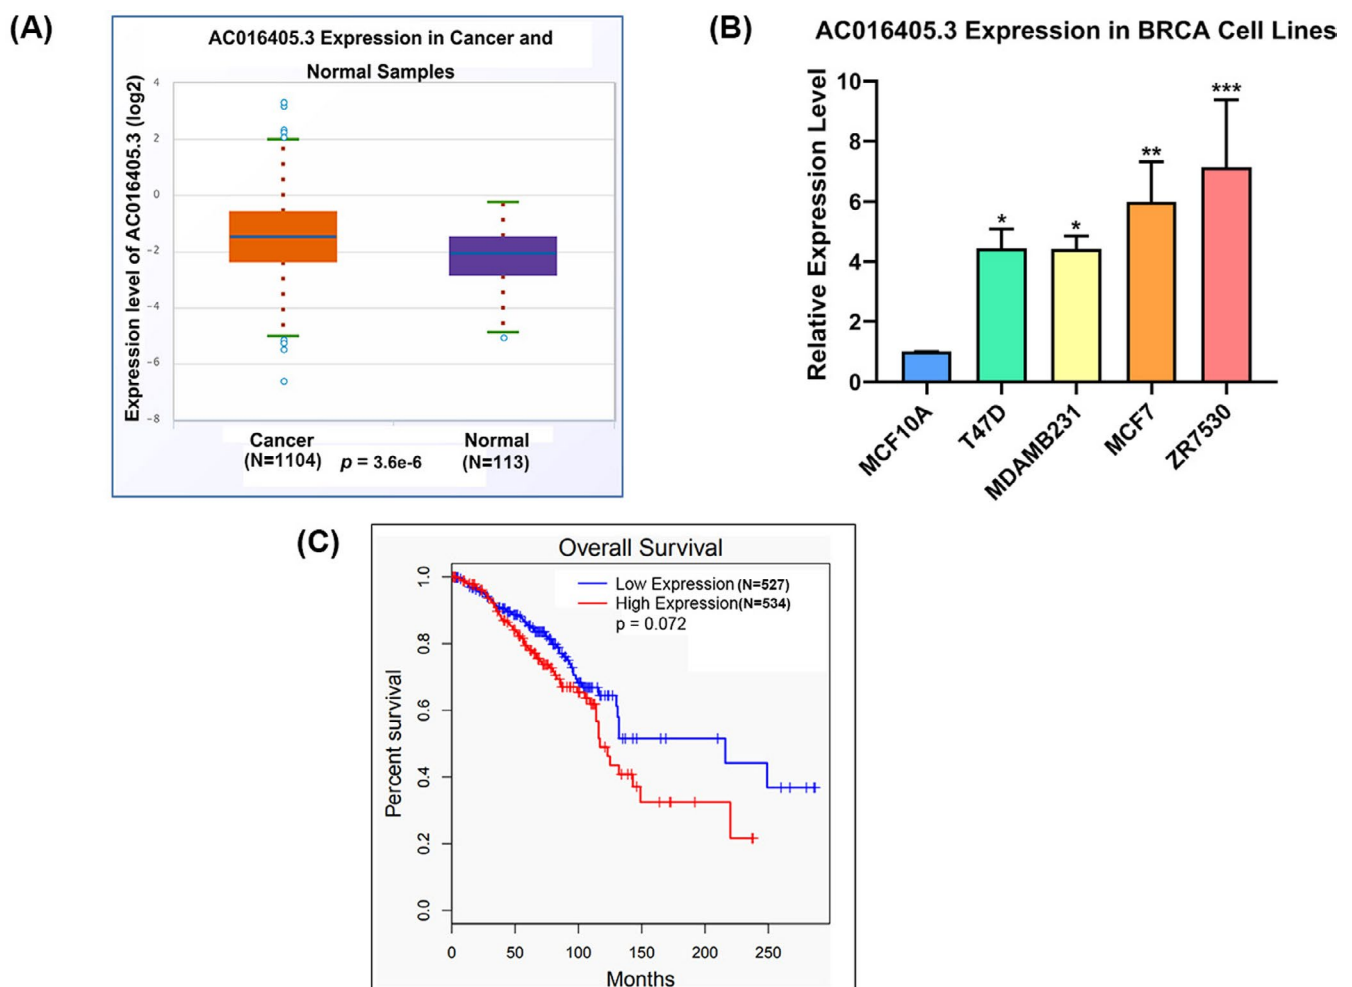 (A)
AC016405.3 Expression in Cancer and
Normal Samples
Expression level of AC016405.3 (log2)
4
2
0
-2
-4
-6
-8
Cancer
(N=1104)
p = 3.6e-6
Normal
(N=113)
(B)
AC016405.3 Expression in BRCA Cell Lines
Relative Expression Level
10
8
6
4
2
0
*
*
**
***
MCF10A
T47D
MDAMB231
MCF7
ZR7530
(C)
Overall Survival
Low Expression (N=527)
High Expression(N=534)
p = 0.072
Percent survival
1.0
0.8
0.6
0.4
0.2
0.0
0 50 100 150 200 250
Months